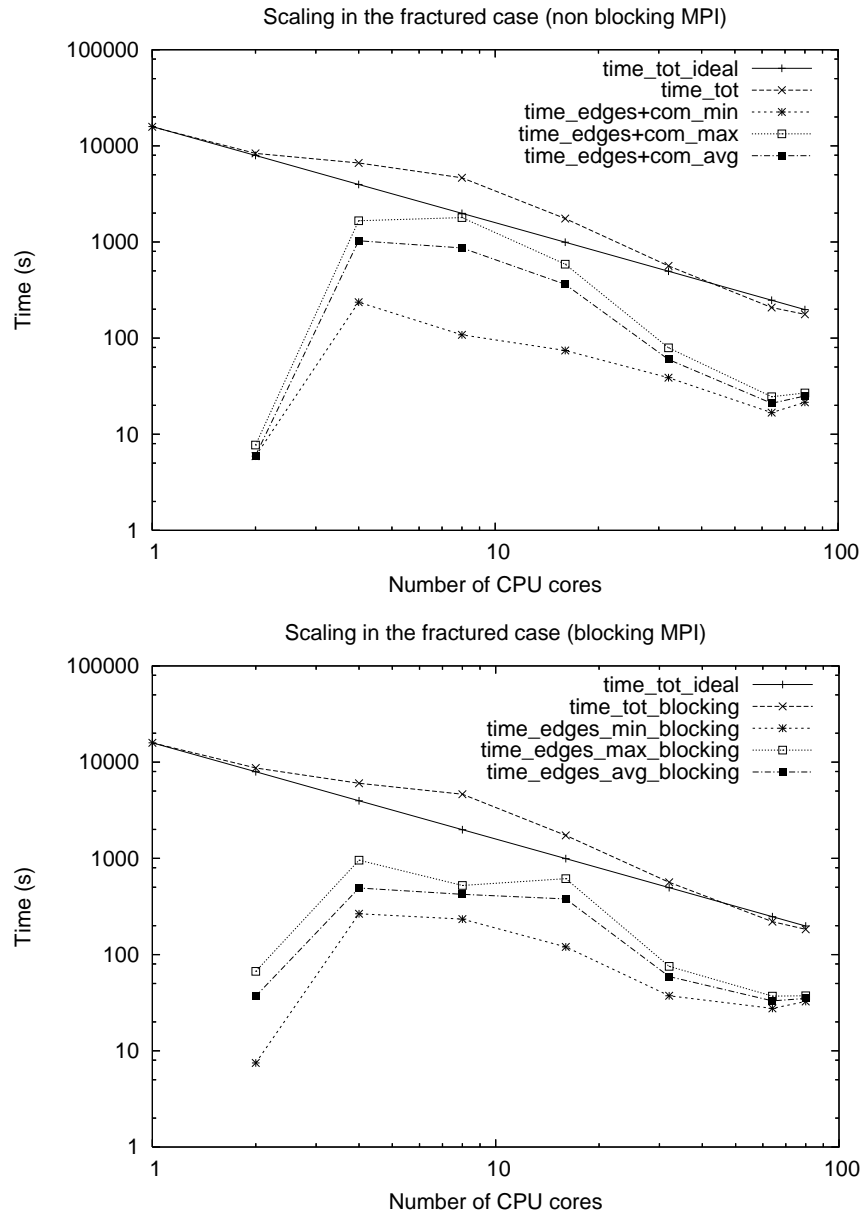 Scaling in the fractured case (non blocking MPI)
100000
10000
1000
100
10
1
Time (s)
time_tot_ideal
time_tot
time_edges+com_min
time_edges+com_max
time_edges+com_avg
1
10
100
Number of CPU cores
Scaling in the fractured case (blocking MPI)
100000
10000
1000
100
10
1
Time (s)
time_tot_ideal
time_tot_blocking
time_edges_min_blocking
time_edges_max_blocking
time_edges_avg_blocking
1
10
100
Number of CPU cores